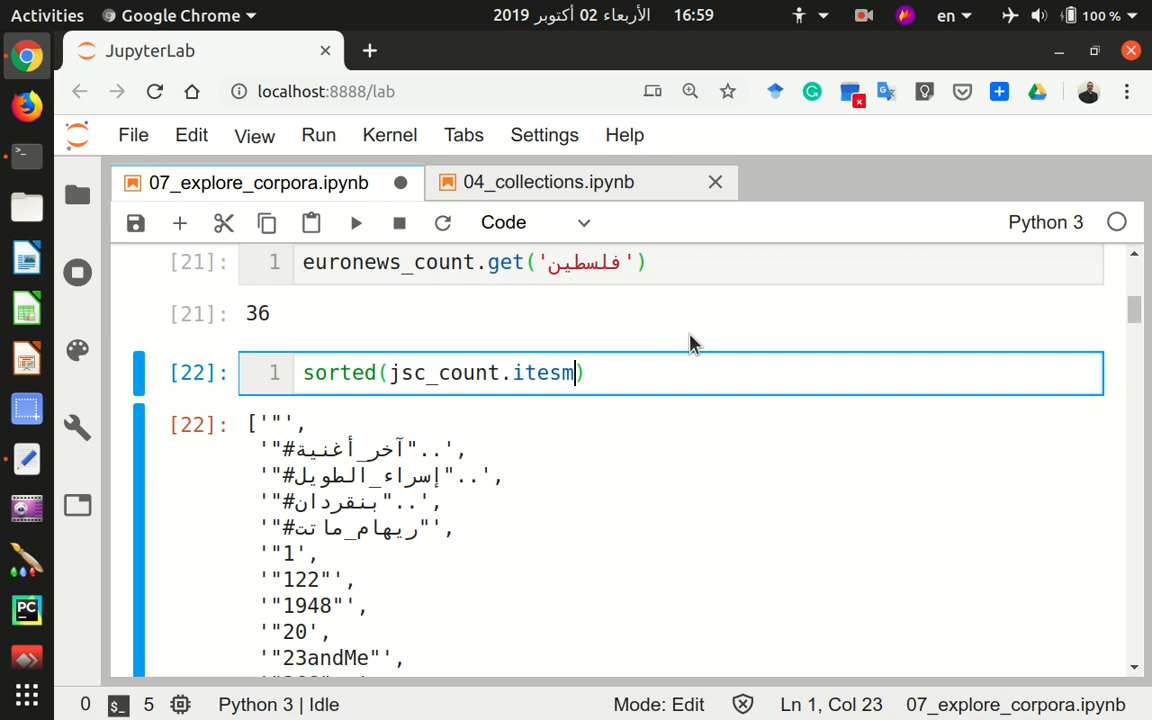 Activities Google Chrome الأربعاء 02 أكتوبر 2019 16:59 en 100 %
JupyterLab
localhost:8888/lab
File Edit View Run Kernel Tabs Settings Help
07_explore_corpora.ipynb 04_collections.ipynb
Code Python 3
[21]: 1 euronews_count.get('فلسطين')
[21]: 36
[22]: 1 sorted(jsc_count.itesm)
[22]: ['"',
'"#آخر_أغنية"..',
'"#إسراء_الطويل"..',
'"#بنقردان"..',
'"#ريهام_ماتت"',
'"1',
'"122"',
'"1948"',
'"20',
'"23andMe"',
0 $_ 5 Python 3 | Idle Mode: Edit Ln 1, Col 23 07_explore_corpora.ipynb